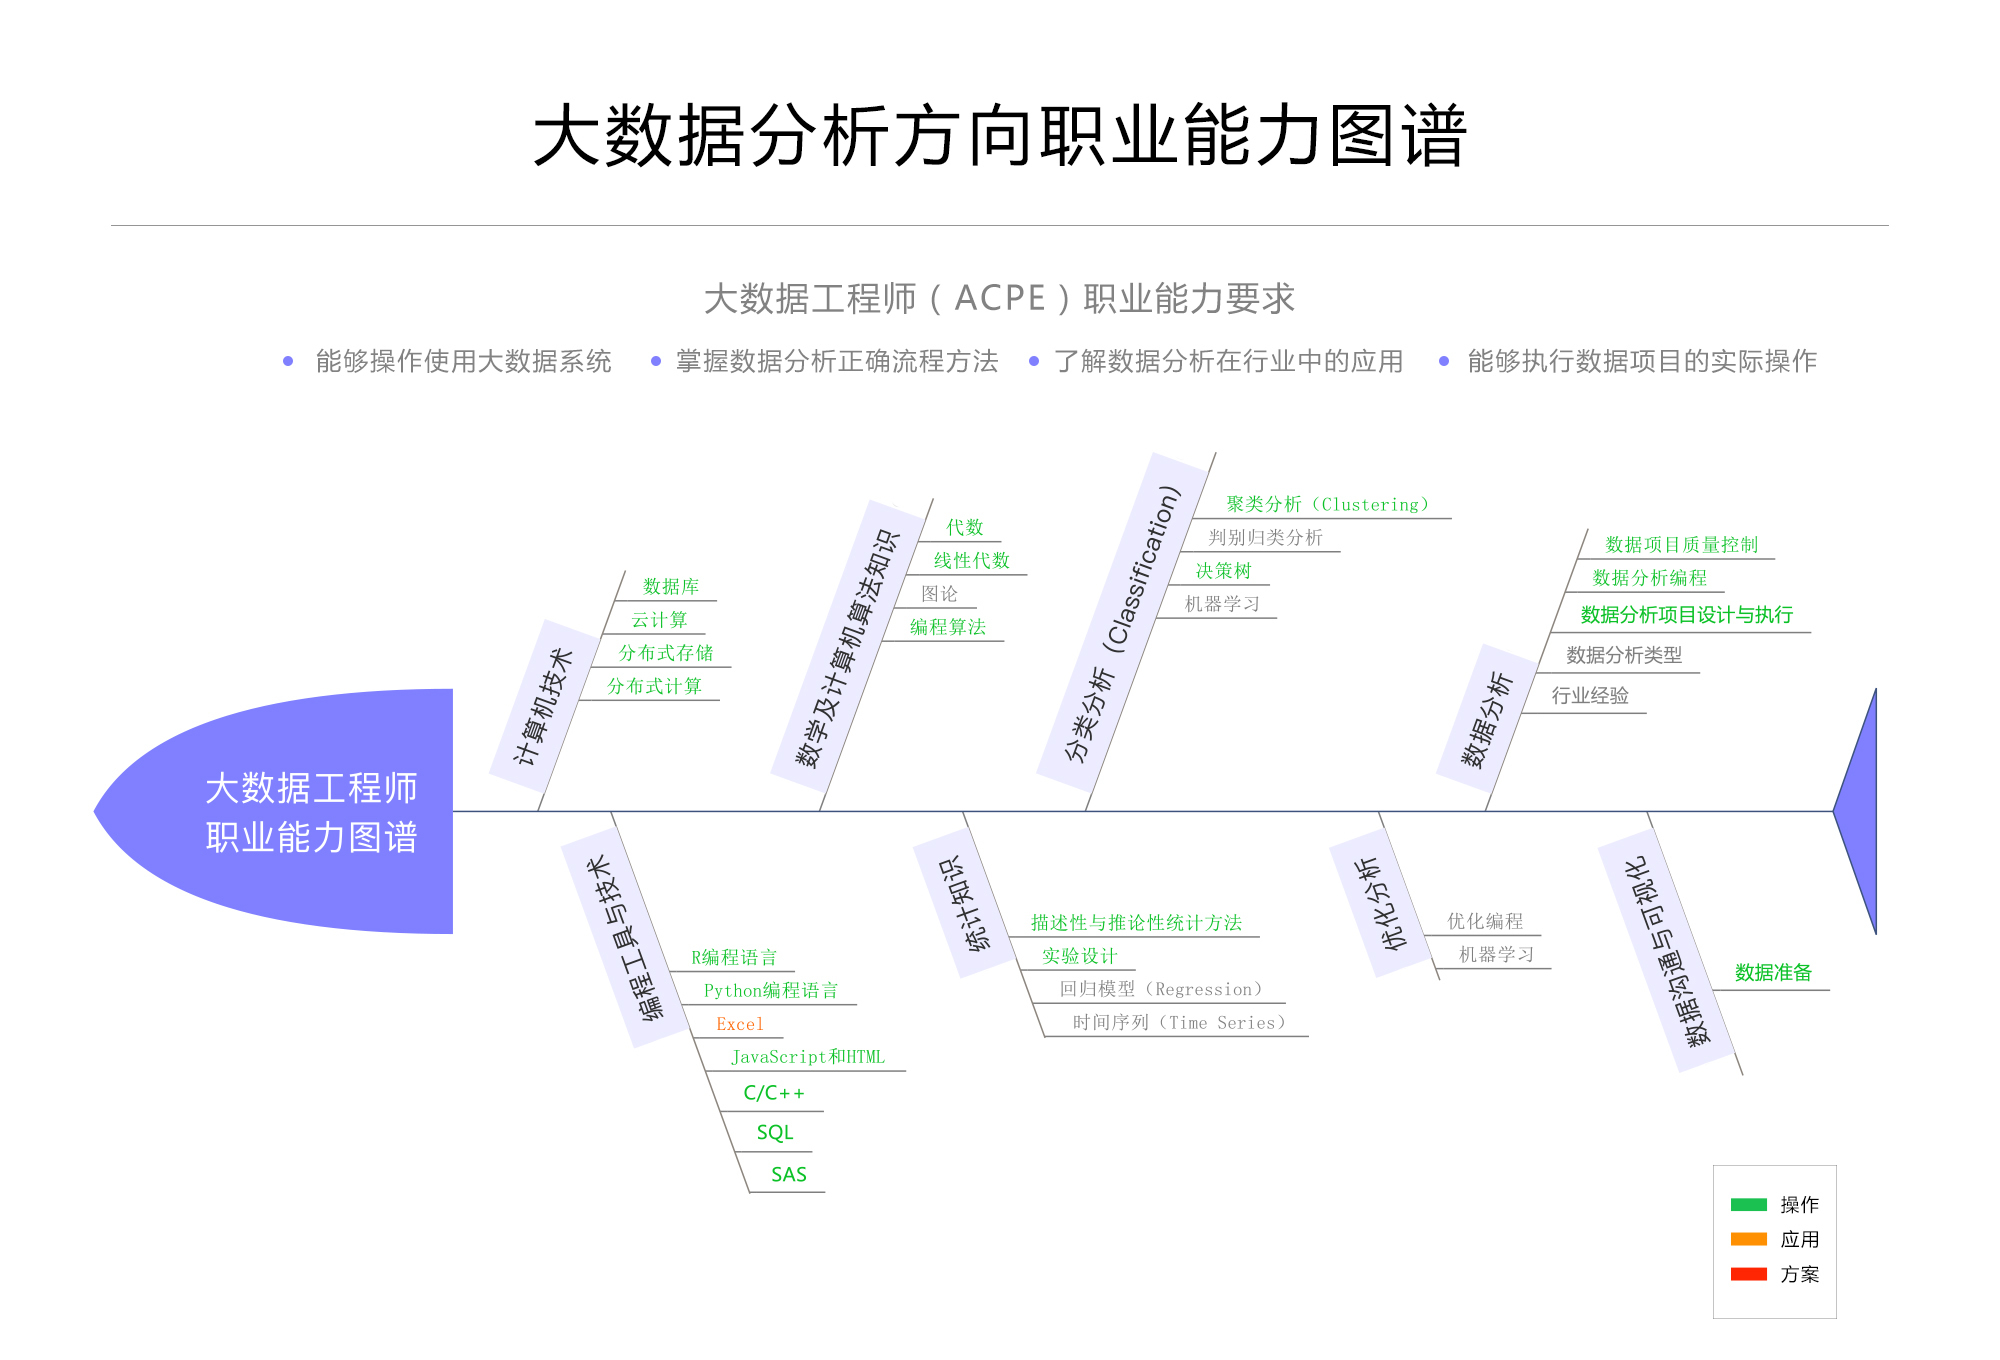 大数据分析方向职业能力图谱
大数据工程师（ACPE）职业能力要求
能够操作使用大数据系统
掌握数据分析正确流程方法
了解数据分析在行业中的应用
能够执行数据项目的实际操作
大数据工程师
职业能力图谱
计算机技术
数据库
云计算
分布式存储
分布式计算
数学及计算机算法知识
代数
线性代数
图论
编程算法
分类分析（Classification）
聚类分析（Clustering）
判别归类分析
决策树
机器学习
数据分析
数据项目质量控制
数据分析编程
数据分析项目设计与执行
数据分析类型
行业经验
编程工具与技术
R编程语言
Python编程语言
Excel
JavaScript和HTML
C/C++
SQL
SAS
统计知识
描述性与推论性统计方法
实验设计
回归模型（Regression）
时间序列（Time Series）
优化分析
优化编程
机器学习
数据沟通与可视化
数据准备
操作
应用
方案